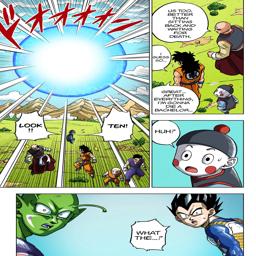 ドオオオオン
US TOO.
BETTER
THAN
SITTING
BACK AND
WAITING
FOR
DEATH.
I
GUESS
SO...
GREAT.
AFTER
EVERYTHING,
I'M GONNA
DIE A
BACHELOR...
LOOK
!!
TEN!
HUH?
WHAT
THE...?